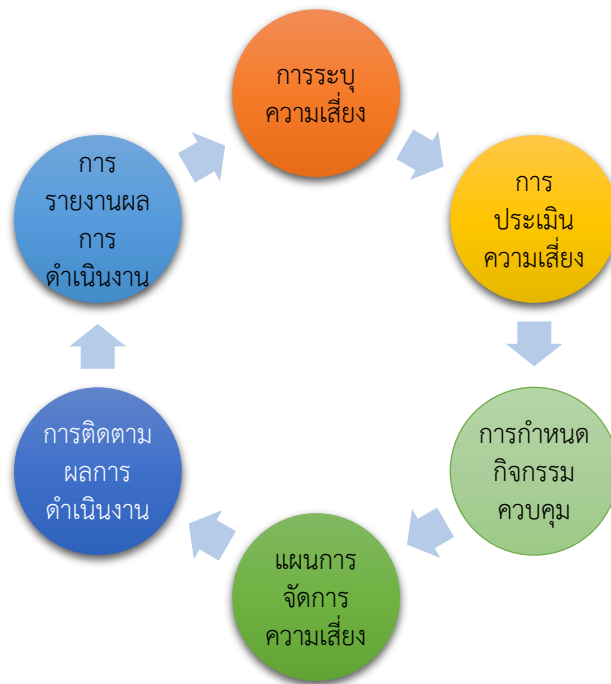 การระบุ
ความเสี่ยง
การ
ประเมิน
ความเสี่ยง
การกำหนด
กิจกรรม
ควบคุม
แผนการ
จัดการ
ความเสี่ยง
การติดตาม
ผลการ
ดำเนินงาน
การ
รายงานผล
การ
ดำเนินงาน